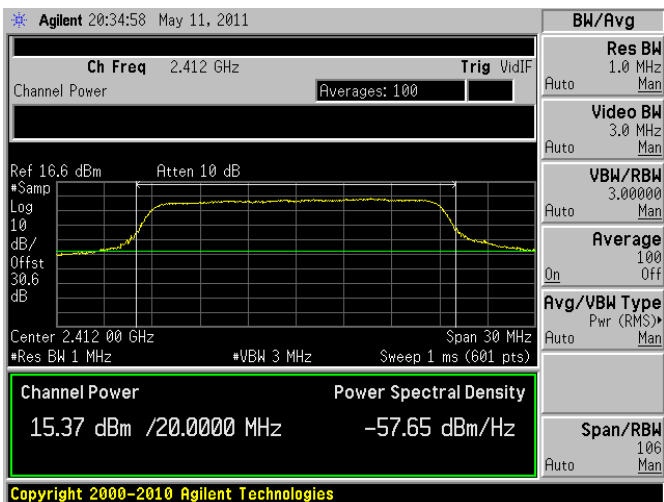 Agilent 20:34:58 May 11, 2011
BW/Avg
Ch Freq 2.412 GHz Trig VidIF
Channel Power Averages: 100
Ref 16.6 dBm Atten 10 dB
#Samp
Log
10
dB/
Offst
30.6
dB
Center 2.412 00 GHz Span 30 MHz
#Res BW 1 MHz #VBW 3 MHz Sweep 1 ms (601 pts)
Channel Power Power Spectral Density
15.37 dBm /20.0000 MHz -57.65 dBm/Hz
Copyright 2000-2010 Agilent Technologies
Res BW
1.0 MHz
Auto Man
Video BW
3.0 MHz
Auto Man
VBW/RBW
3.00000
Auto Man
Average
100
On Off
Avg/VBW Type
Pwr (RMS)▸
Auto Man
Span/RBW
106
Auto Man